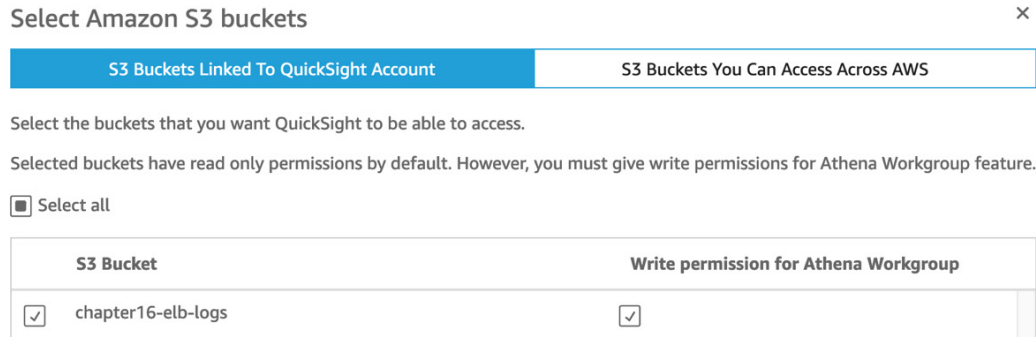 Select Amazon S3 buckets
S3 Buckets Linked To QuickSight Account
S3 Buckets You Can Access Across AWS
Select the buckets that you want QuickSight to be able to access.
Selected buckets have read only permissions by default. However, you must give write permissions for Athena Workgroup feature.
Select all
S3 Bucket
Write permission for Athena Workgroup
chapter16-elb-logs